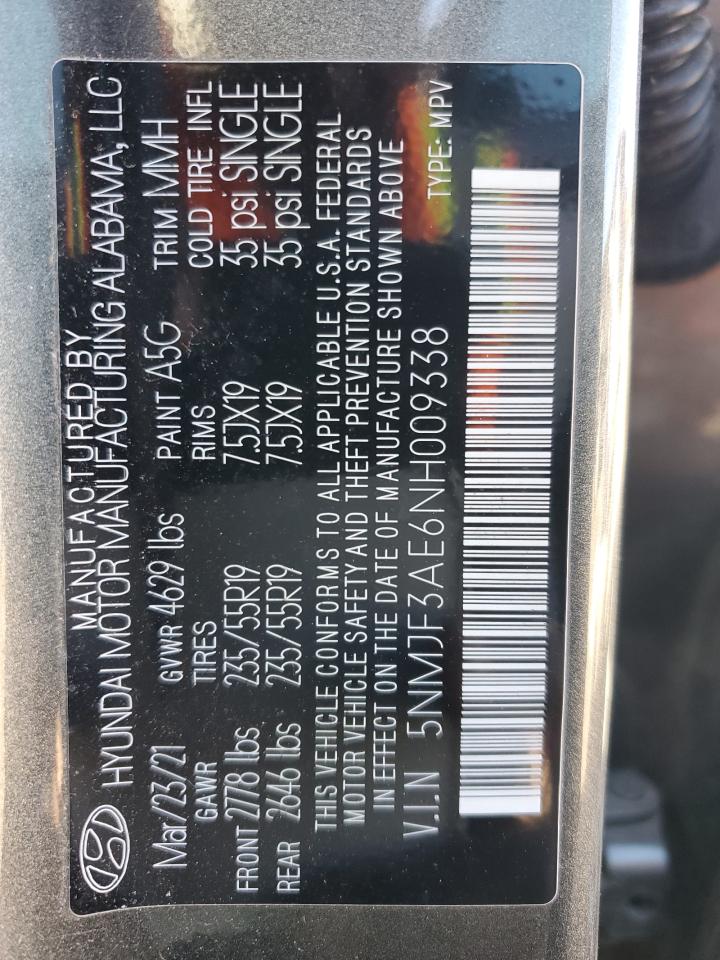 MANUFACTURED BY
HYUNDAI MOTOR MANUFACTURING ALABAMA, LLC
Mar/23/21 GVWR 4629 lbs PAINT A5G TRIM MMH
GAWR TIRES RIMS COLD TIRE INFL
FRONT 2778 lbs 235/55R19 7.5JX19 35 psi SINGLE
REAR 2646 lbs 235/55R19 7.5JX19 35 psi SINGLE
THIS VEHICLE CONFORMS TO ALL APPLICABLE U.S.A. FEDERAL
MOTOR VEHICLE SAFETY AND THEFT PREVENTION STANDARDS
IN EFFECT ON THE DATE OF MANUFACTURE SHOWN ABOVE
V.I.N 5NMJF3AE6NH009338 TYPE: MPV